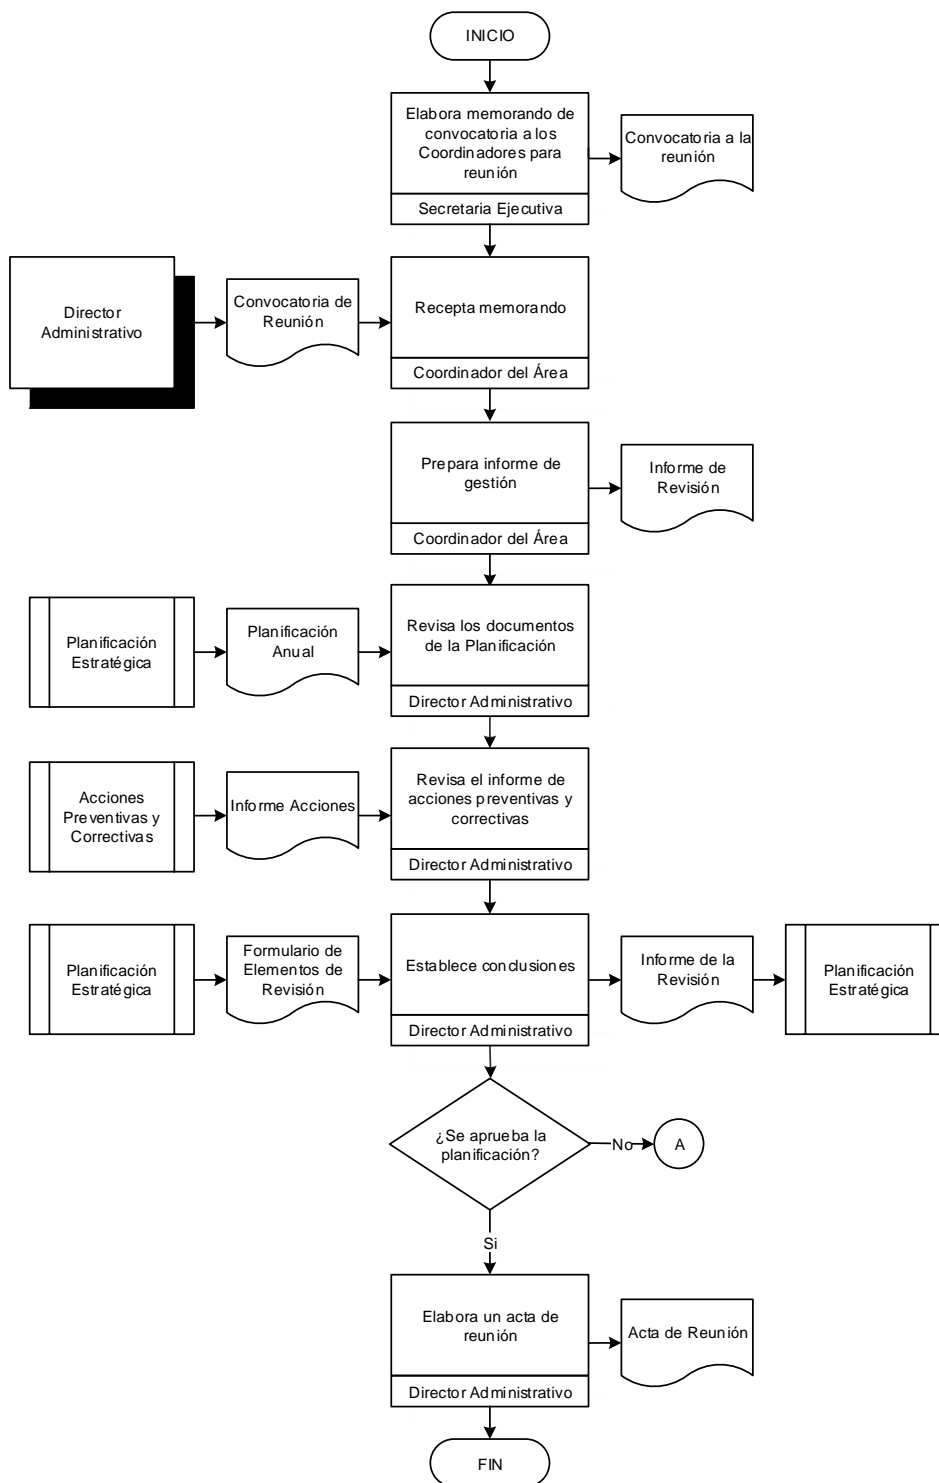 INICIO
Elabora memorando de
convocatoria a los
Coordinadores para
reunión
Secretaria Ejecutiva
Convocatoria a la
reunión
Director
Administrativo
Convocatoria de
Reunión
Recepta memorando
Coordinador del Área
Prepara informe de
gestión
Coordinador del Área
Informe de
Revisión
Planificación
Estratégica
Planificación
Anual
Revisa los documentos
de la Planificación
Director Administrativo
Acciones
Preventivas y
Correctivas
Informe Acciones
Revisa el informe de
acciones preventivas y
correctivas
Director Administrativo
Planificación
Estratégica
Formulario de
Elementos de
Revisión
Establece conclusiones
Director Administrativo
Informe de la
Revisión
Planificación
Estratégica
¿Se aprueba la
planificación?
No
A
Si
Elabora un acta de
reunión
Director Administrativo
Acta de Reunión
FIN